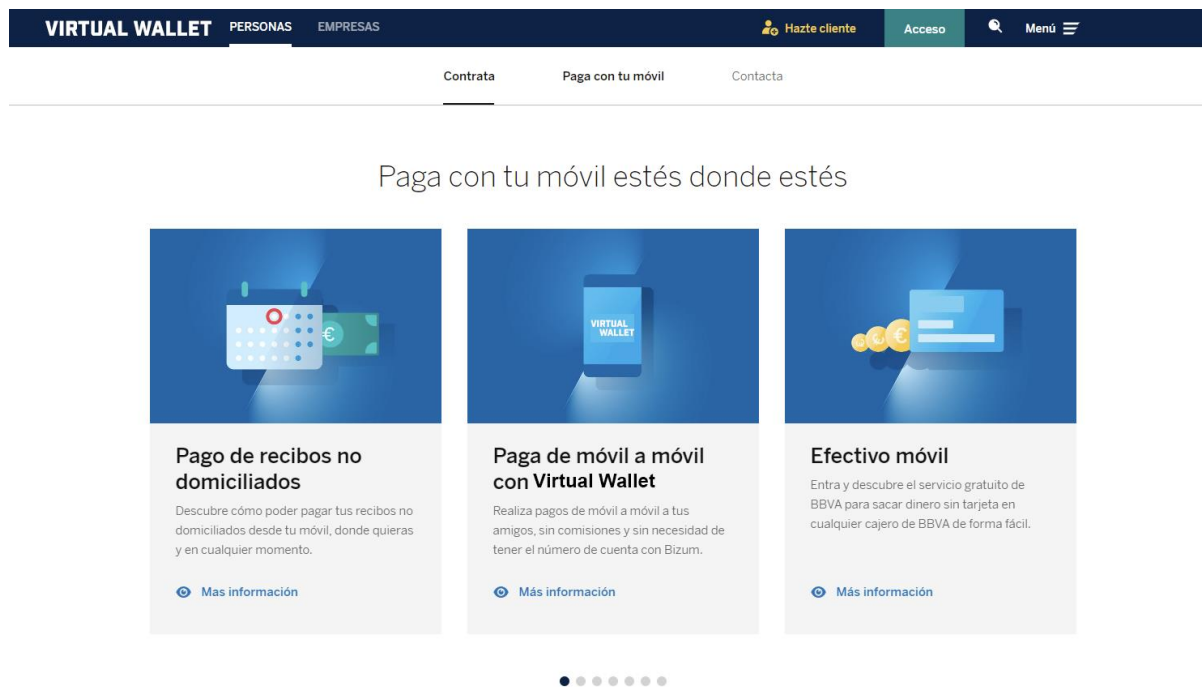 VIRTUAL WALLET PERSONAS EMPRESAS Hazte cliente Acceso Menú
Contrata Paga con tu móvil Contacta
Paga con tu móvil estés donde estés
€
Pago de recibos no
domiciliados
Descubre cómo poder pagar tus recibos no
domiciliados desde tu móvil, donde quieras
y en cualquier momento.
Mas información
VIRTUAL
WALLET
Paga de móvil a móvil
con Virtual Wallet
Realiza pagos de móvil a móvil a tus
amigos, sin comisiones y sin necesidad de
tener el número de cuenta con Bizum.
Más información
€ € €
Efectivo móvil
Entra y descubre el servicio gratuito de
BBVA para sacar dinero sin tarjeta en
cualquier cajero de BBVA de forma fácil.
Más información